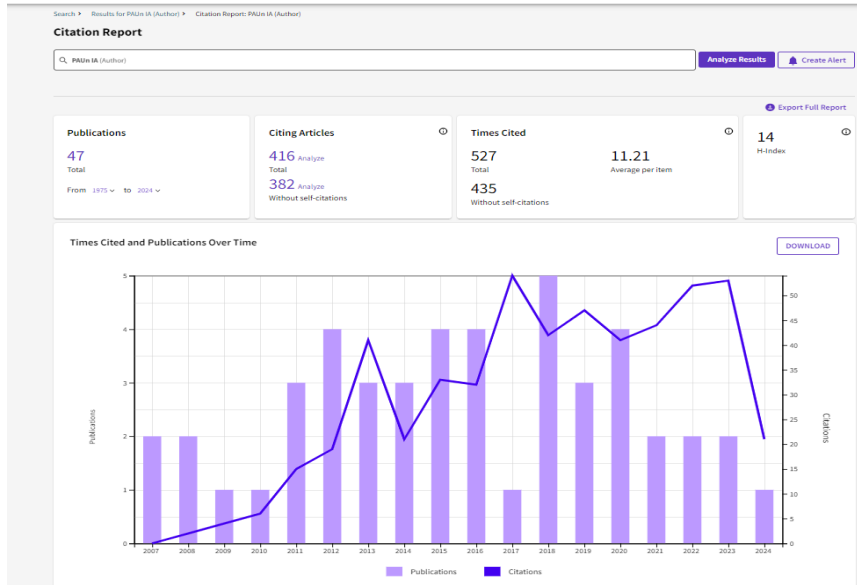 Search > Results for PAUn IA (Author) > Citation Report: PAUn IA (Author)
Citation Report
PAUn IA (Author)
Analyze Results
Create Alert
Export Full Report
Publications
47
Total
From 1975 to 2024
Citing Articles
416 Analyze
Total
382 Analyze
Without self-citations
Times Cited
527
Total
435
Without self-citations
11.21
Average per item
14
H-Index
Times Cited and Publications Over Time
DOWNLOAD
5
4
3
2
1
0
Publications
50
45
40
35
30
25
20
15
10
5
0
Citations
2007 2008 2009 2010 2011 2012 2013 2014 2015 2016 2017 2018 2019 2020 2021 2022 2023 2024
Publications Citations